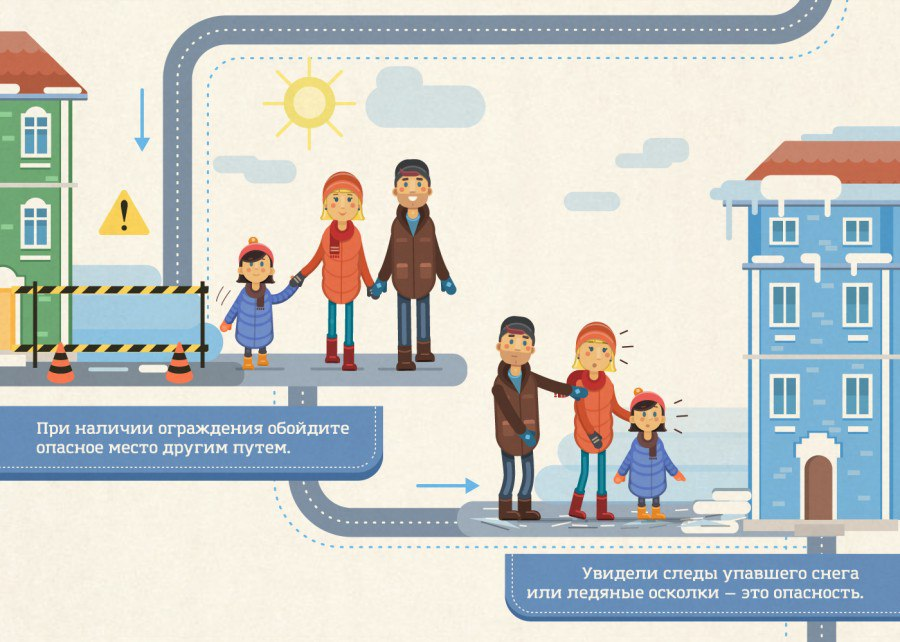 При наличии ограждения обойдите
опасное место другим путем.
Увидели следы упавшего снега
или ледяные осколки – это опасность.